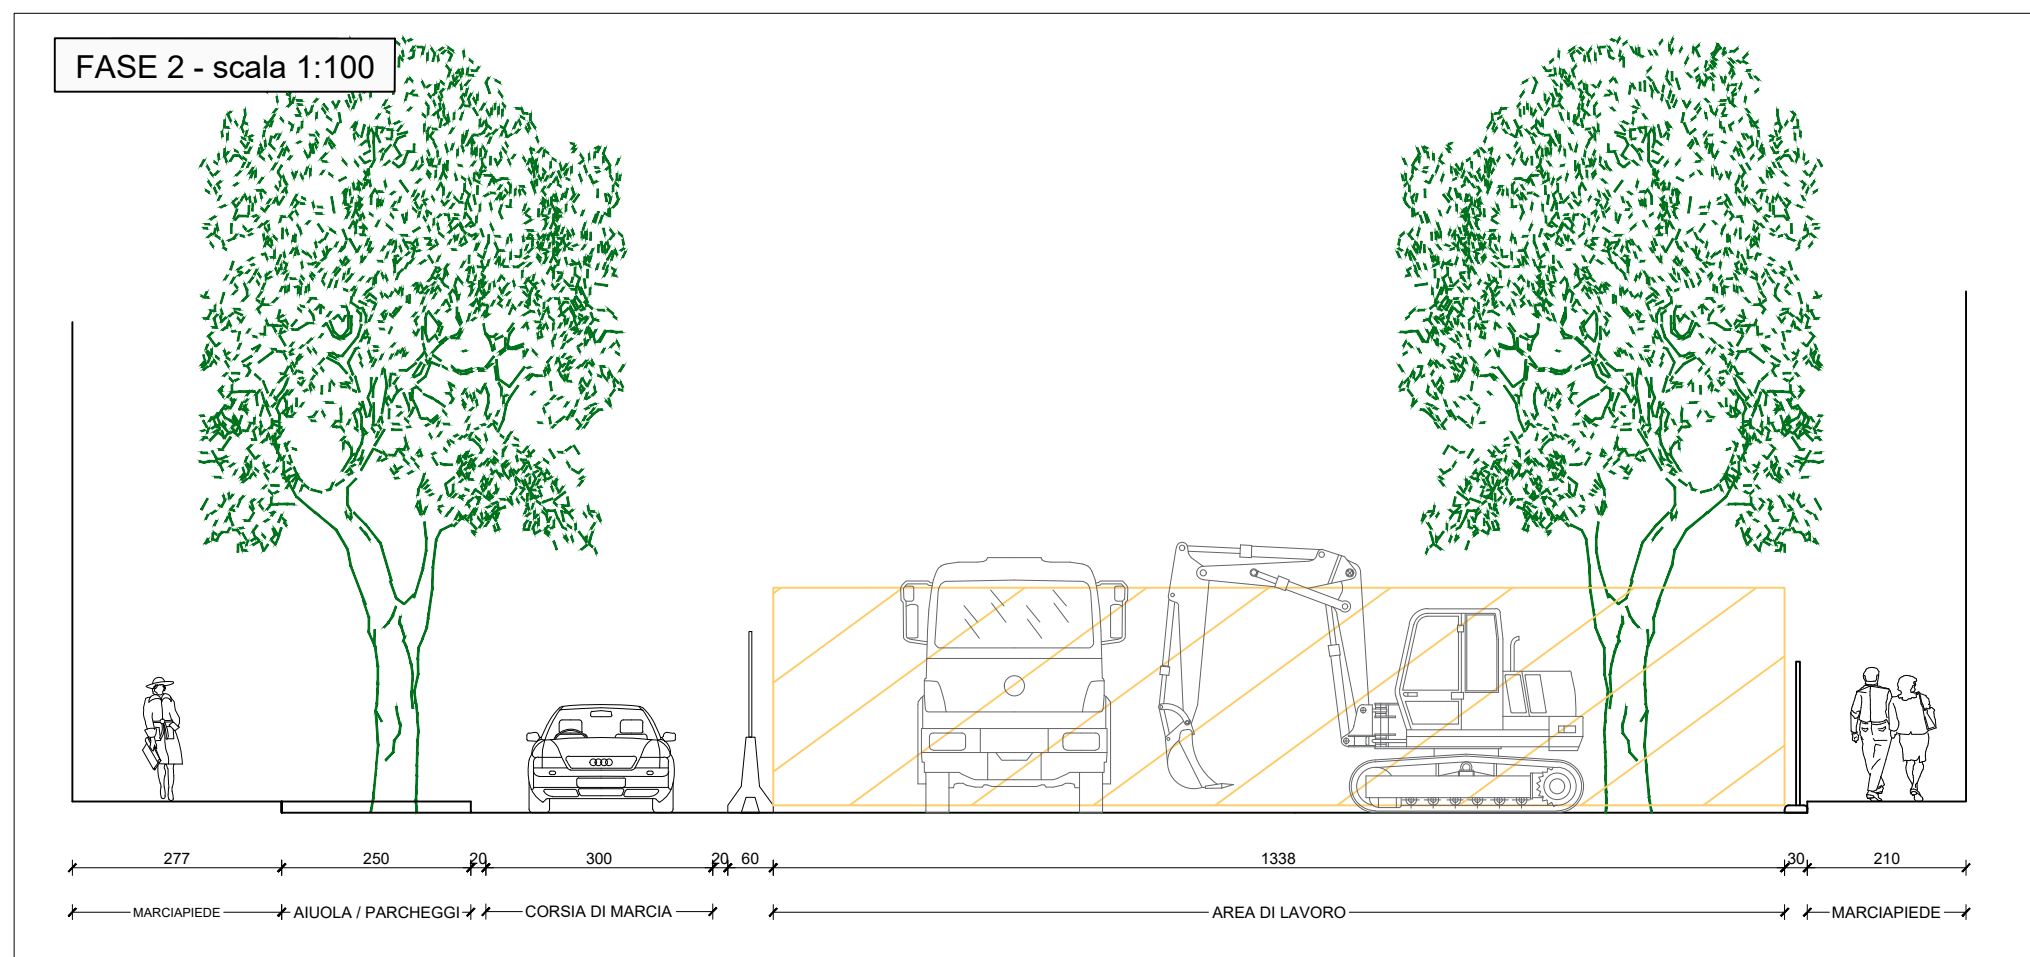 FASE 2 - scala 1:100
277 250 20 300 20 60 1338 30 210
MARCIAPIEDE AIUOLA / PARCHEGGI CORSIA DI MARCIA AREA DI LAVORO MARCIAPIEDE